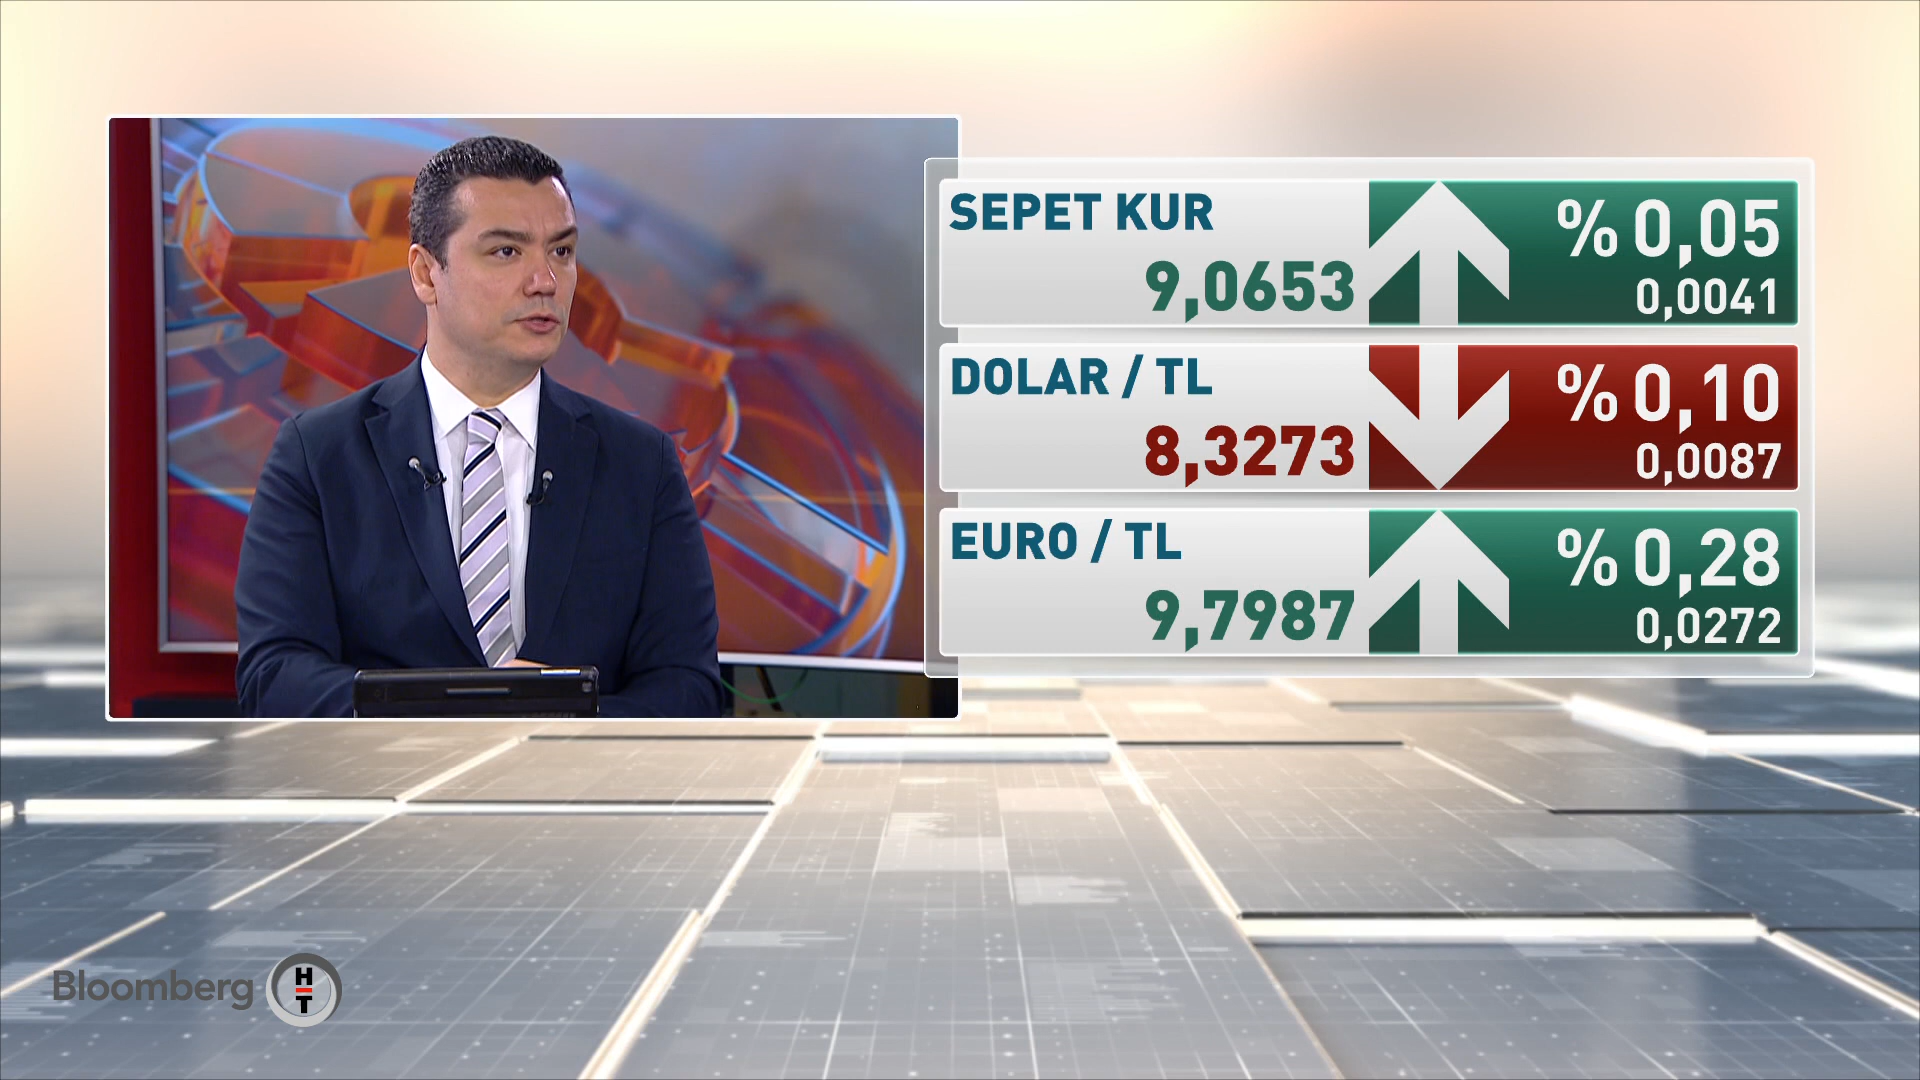 SEPET KUR
9,0653
% 0,05
0,0041
DOLAR / TL
8,3273
% 0,10
0,0087
EURO / TL
9,7987
% 0,28
0,0272
Bloomberg HT